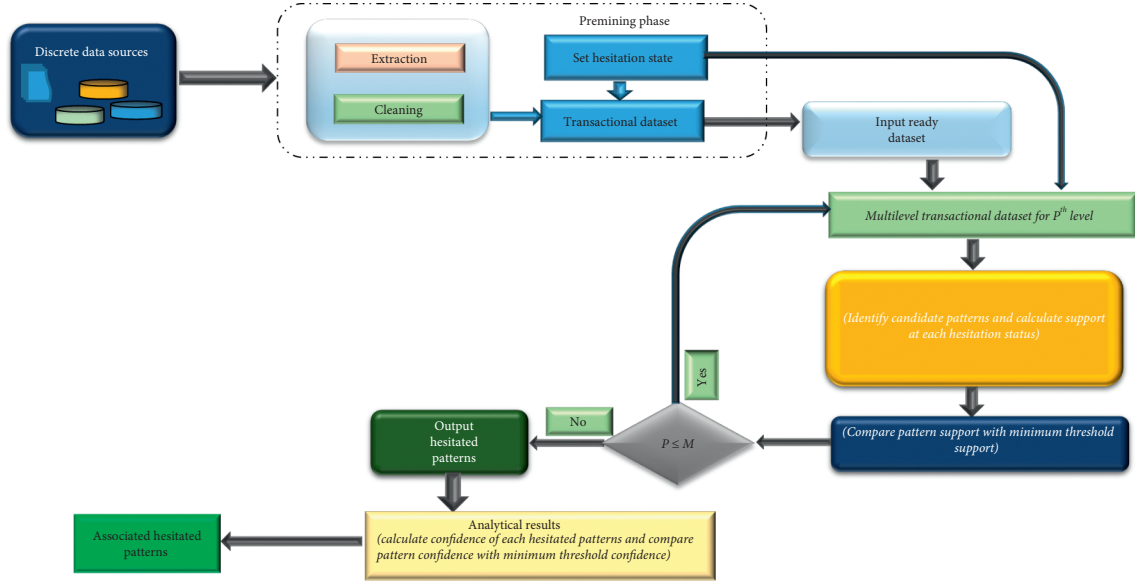 Premining phase
Discrete data sources
Extraction
Cleaning
Set hesitation state
Transactional dataset
Input ready
dataset
Multilevel transactional dataset for Pth level
(Identify candidate patterns and calculate support
at each hesitation status)
(Compare pattern support with minimum threshold
support)
P ≤ M
Yes
No
Output
hesitated
patterns
Analytical results
(calculate confidence of each hesitated patterns and compare
pattern confidence with minimum threshold confidence)
Associated hesitated
patterns